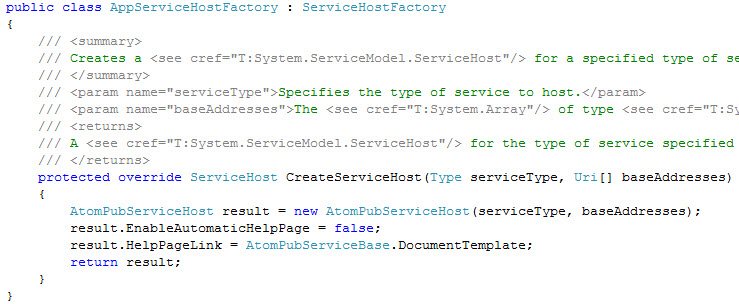 public class AppServiceHostFactory : ServiceHostFactory
{
/// <summary>
/// Creates a <see cref="T:System.ServiceModel.ServiceHost"/> for a specified type of se
/// </summary>
/// <param name="serviceType">Specifies the type of service to host.</param>
/// <param name="baseAddresses">The <see cref="T:System.Array"/> of type <see cref="T:Sy
/// <returns>
/// A <see cref="T:System.ServiceModel.ServiceHost"/> for the type of service specified
/// </returns>
protected override ServiceHost CreateServiceHost(Type serviceType, Uri[] baseAddresses)
{
AtomPubServiceHost result = new AtomPubServiceHost(serviceType, baseAddresses);
result.EnableAutomaticHelpPage = false;
result.HelpPageLink = AtomPubServiceBase.DocumentTemplate;
return result;
}
}